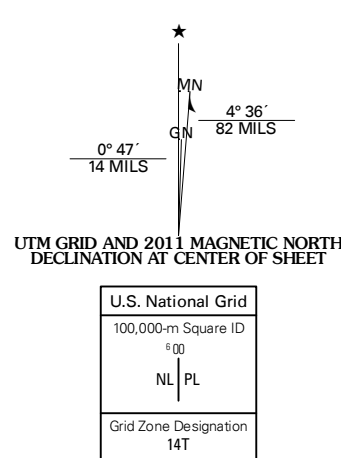 ★
MN
GN
4° 36´
82 MILS
0° 47´
14 MILS
UTM GRID AND 2011 MAGNETIC NORTH
DECLINATION AT CENTER OF SHEET
U.S. National Grid
100,000-m Square ID
6 00
NL PL
Grid Zone Designation
14T